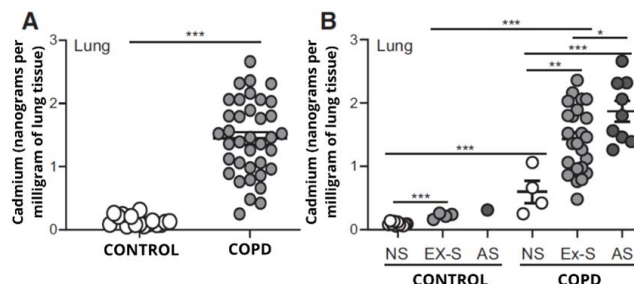 A
***
Lung
Cadmium (nanograms per
milligram of lung tissue)
3
2
1
0
CONTROL
COPD
B
***
*
Lung
***
**
***
***
Cadmium (nanograms per
milligram of lung tissue)
3
2
1
0
NS EX-S AS NS Ex-S AS
CONTROL COPD